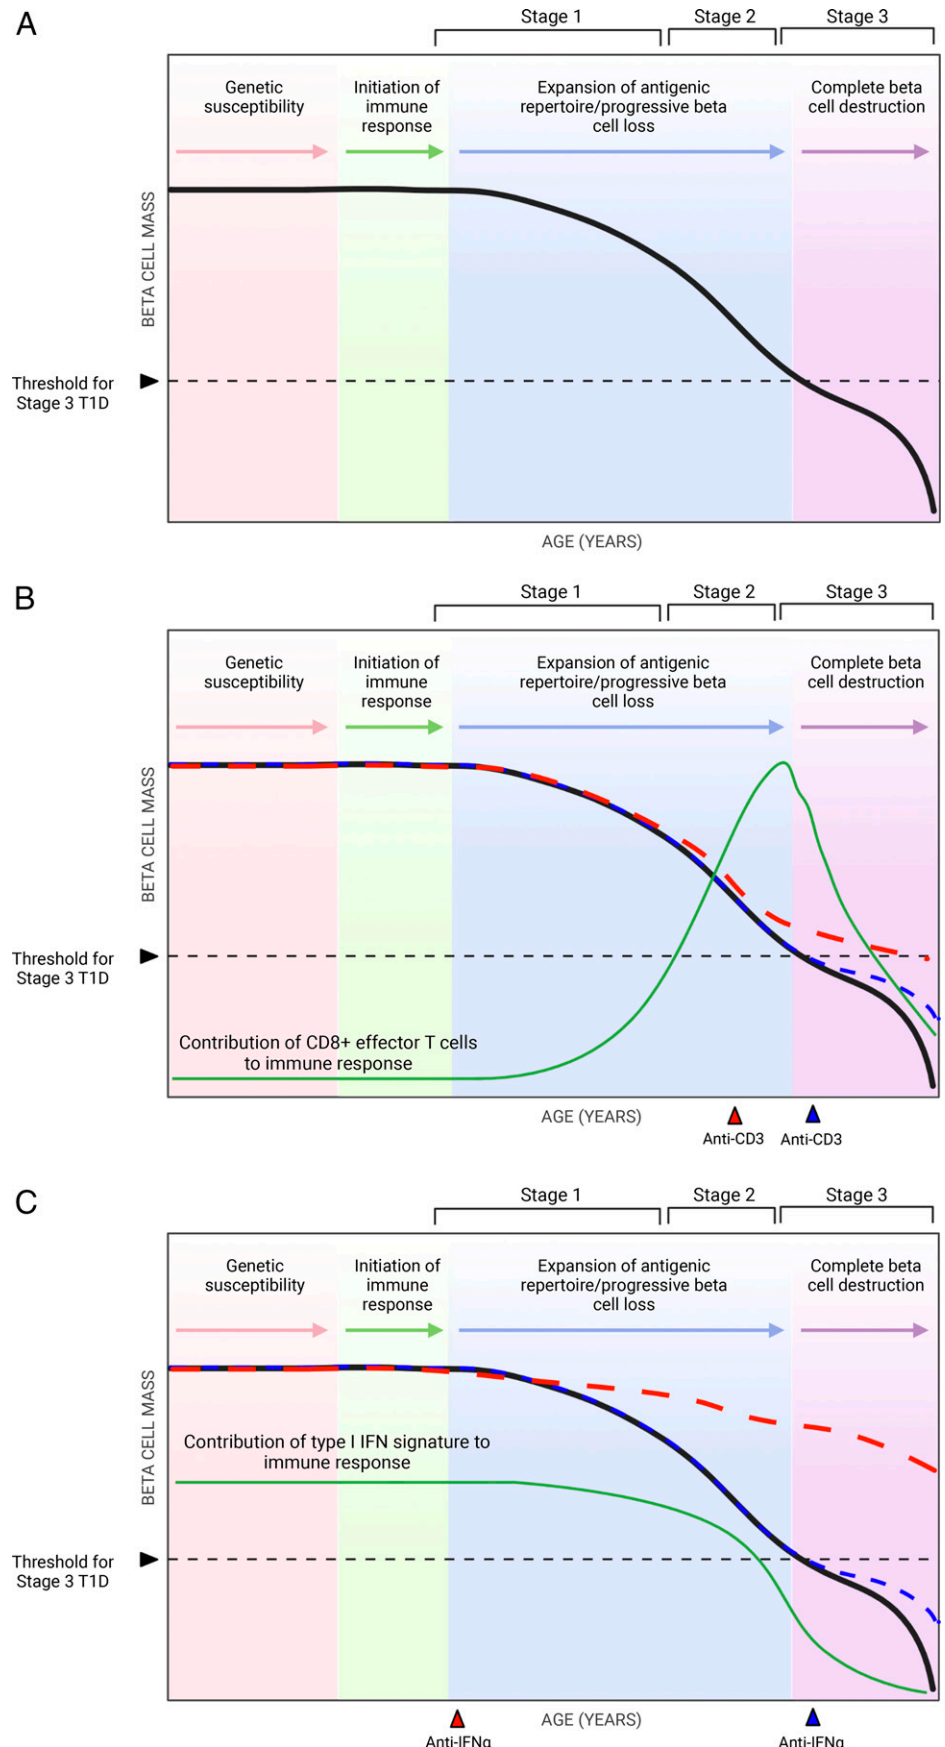 A
Stage 1
Stage 2
Stage 3
Genetic
susceptibility
Initiation of
immune
response
Expansion of antigenic
repertoire/progressive beta
cell loss
Complete beta
cell destruction
BETA CELL MASS
Threshold for
Stage 3 T1D
AGE (YEARS)
B
Stage 1
Stage 2
Stage 3
Genetic
susceptibility
Initiation of
immune
response
Expansion of antigenic
repertoire/progressive beta
cell loss
Complete beta
cell destruction
BETA CELL MASS
Threshold for
Stage 3 T1D
Contribution of CD8+ effector T cells
to immune response
AGE (YEARS)
Anti-CD3
Anti-CD3
C
Stage 1
Stage 2
Stage 3
Genetic
susceptibility
Initiation of
immune
response
Expansion of antigenic
repertoire/progressive beta
cell loss
Complete beta
cell destruction
BETA CELL MASS
Contribution of type I IFN signature to
immune response
Threshold for
Stage 3 T1D
AGE (YEARS)
Anti-IFNα
Anti-IFNα